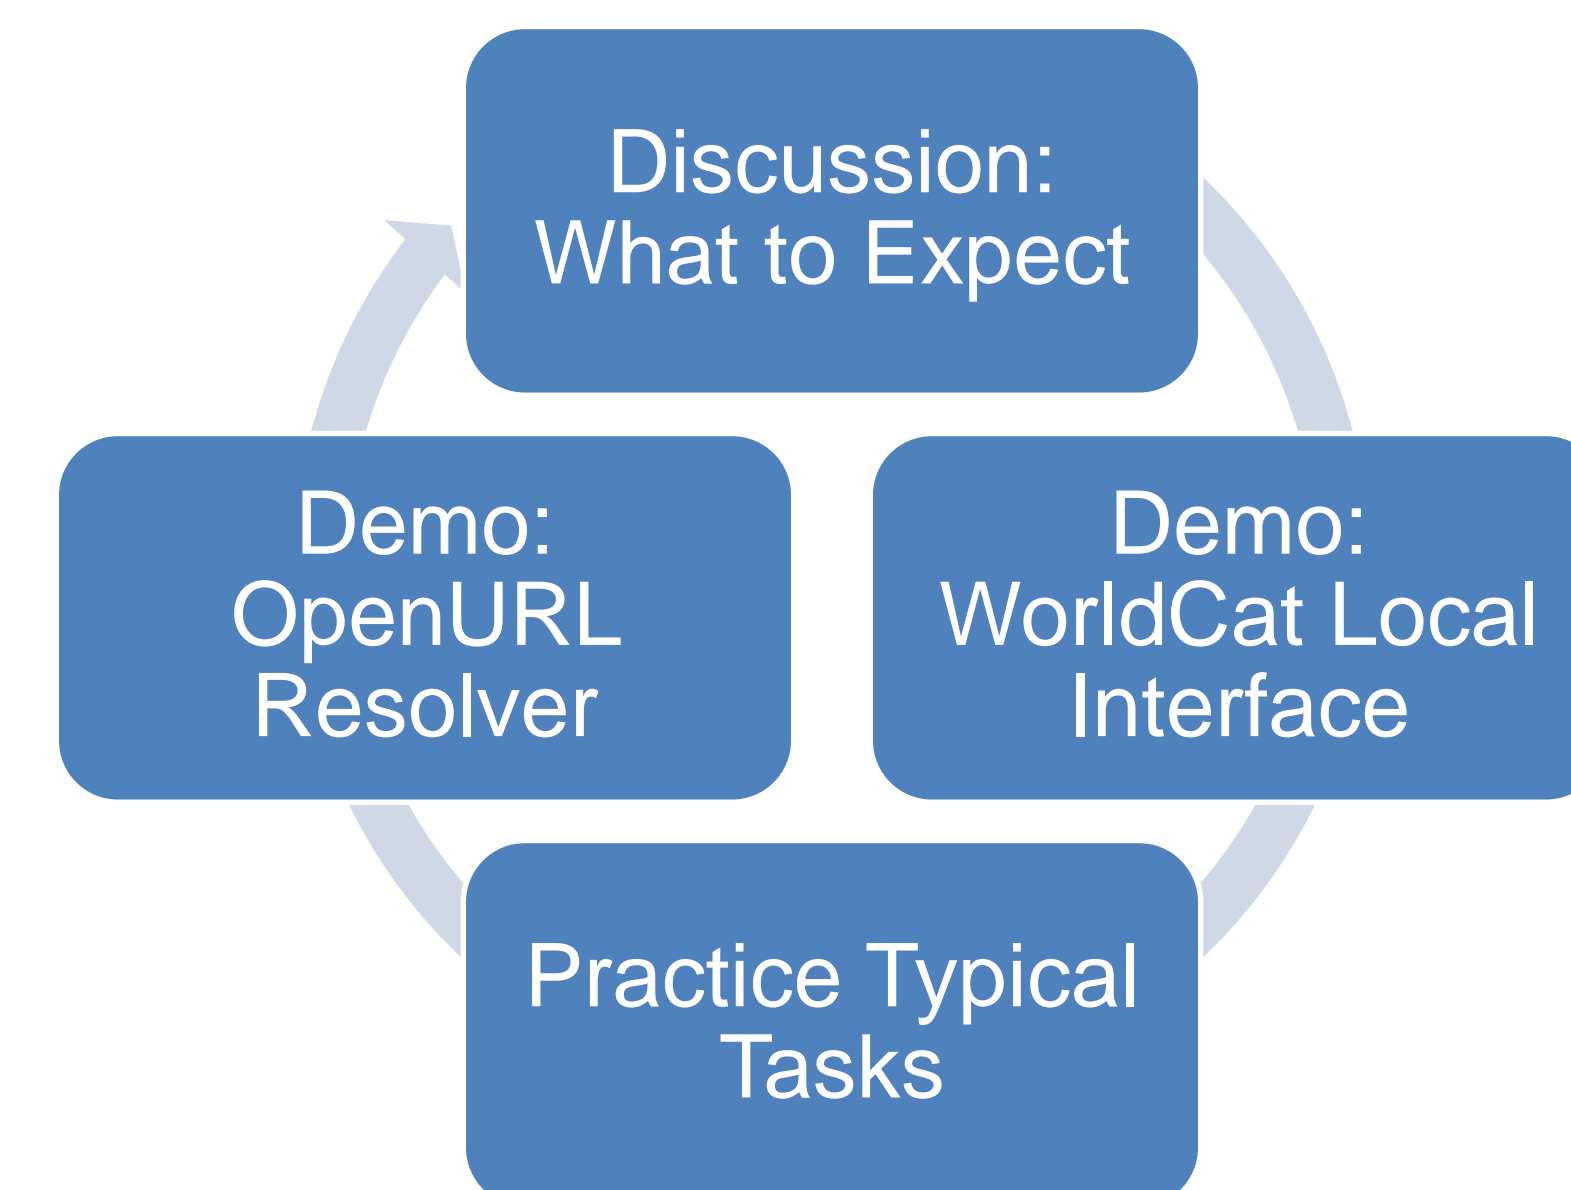 Discussion:
What to Expect
Demo:
OpenURL
Resolver
Demo:
WorldCat Local
Interface
Practice Typical
Tasks